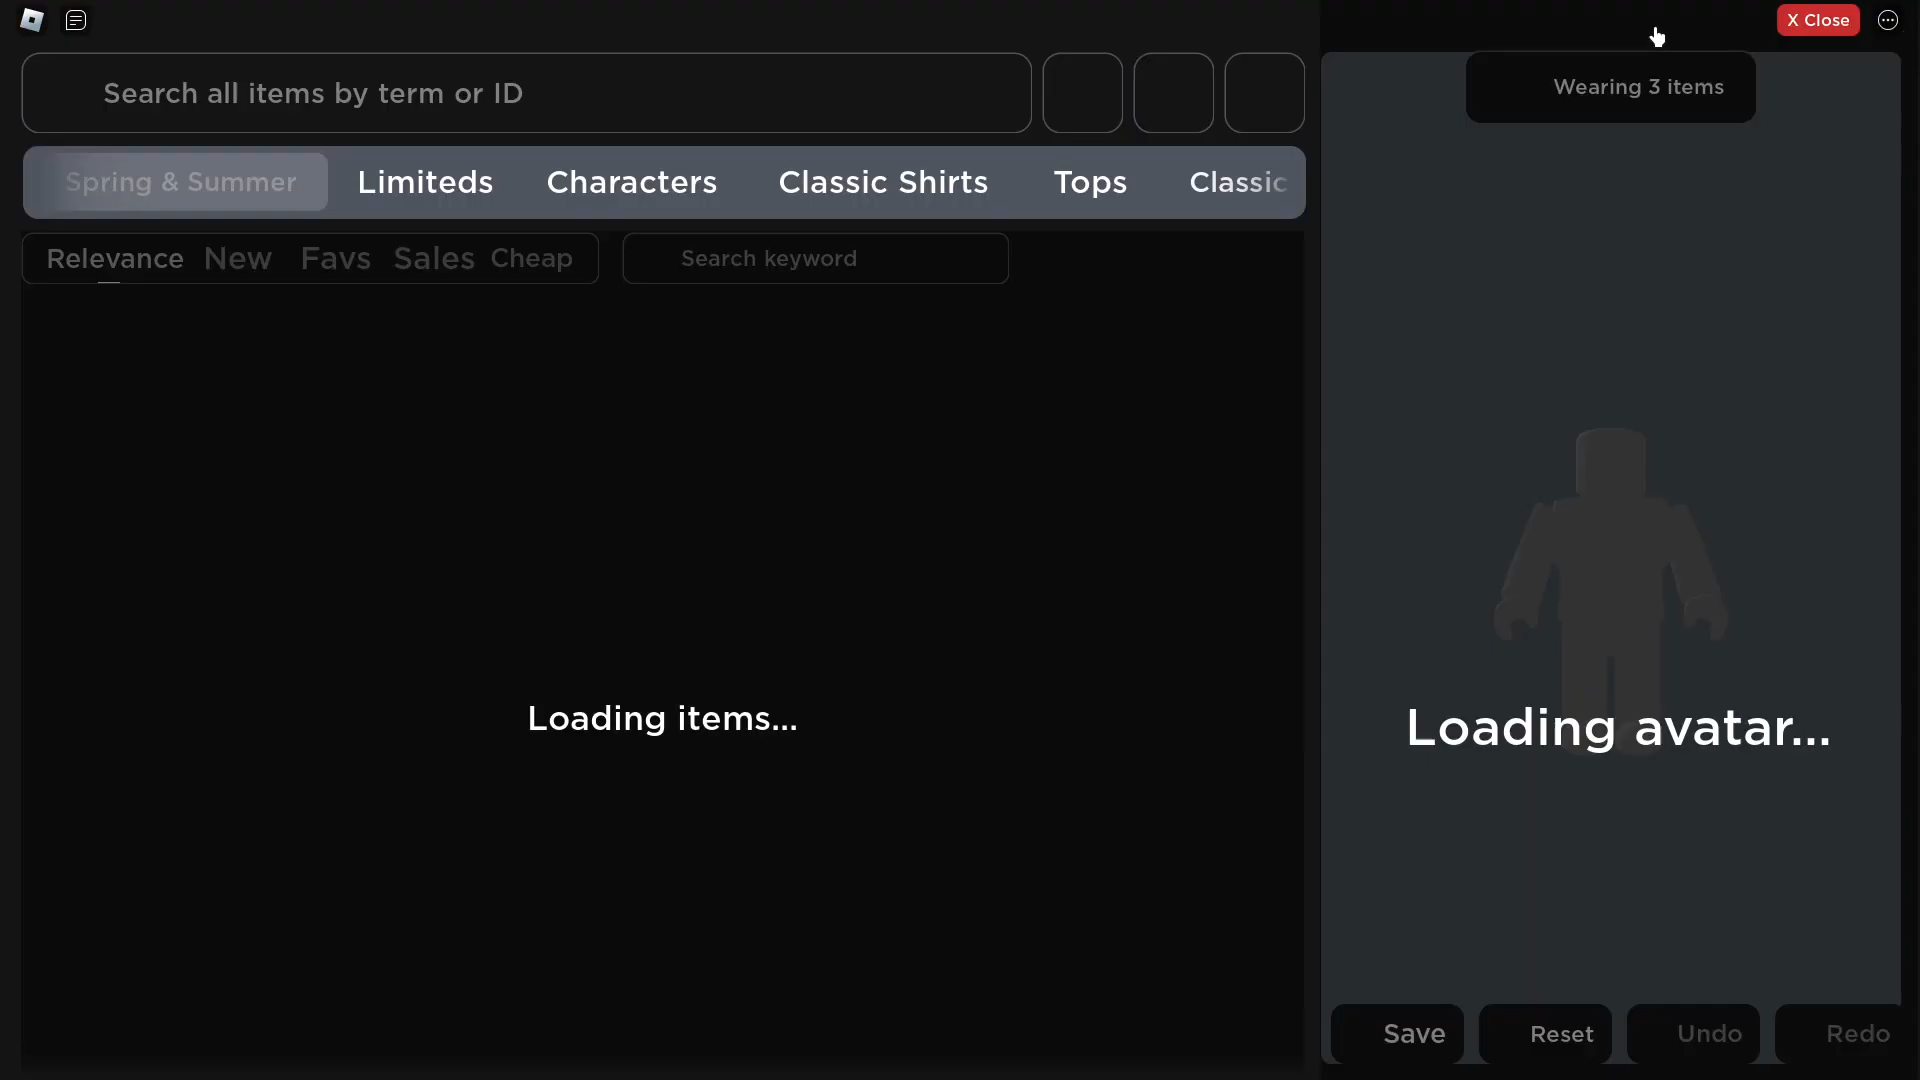 X Close
Search all items by term or ID
Wearing 3 items
Spring & Summer Limiteds Characters Classic Shirts Tops Classic
Relevance New Favs Sales Cheap Search keyword
Loading items...
Loading avatar...
Save Reset Undo Redo